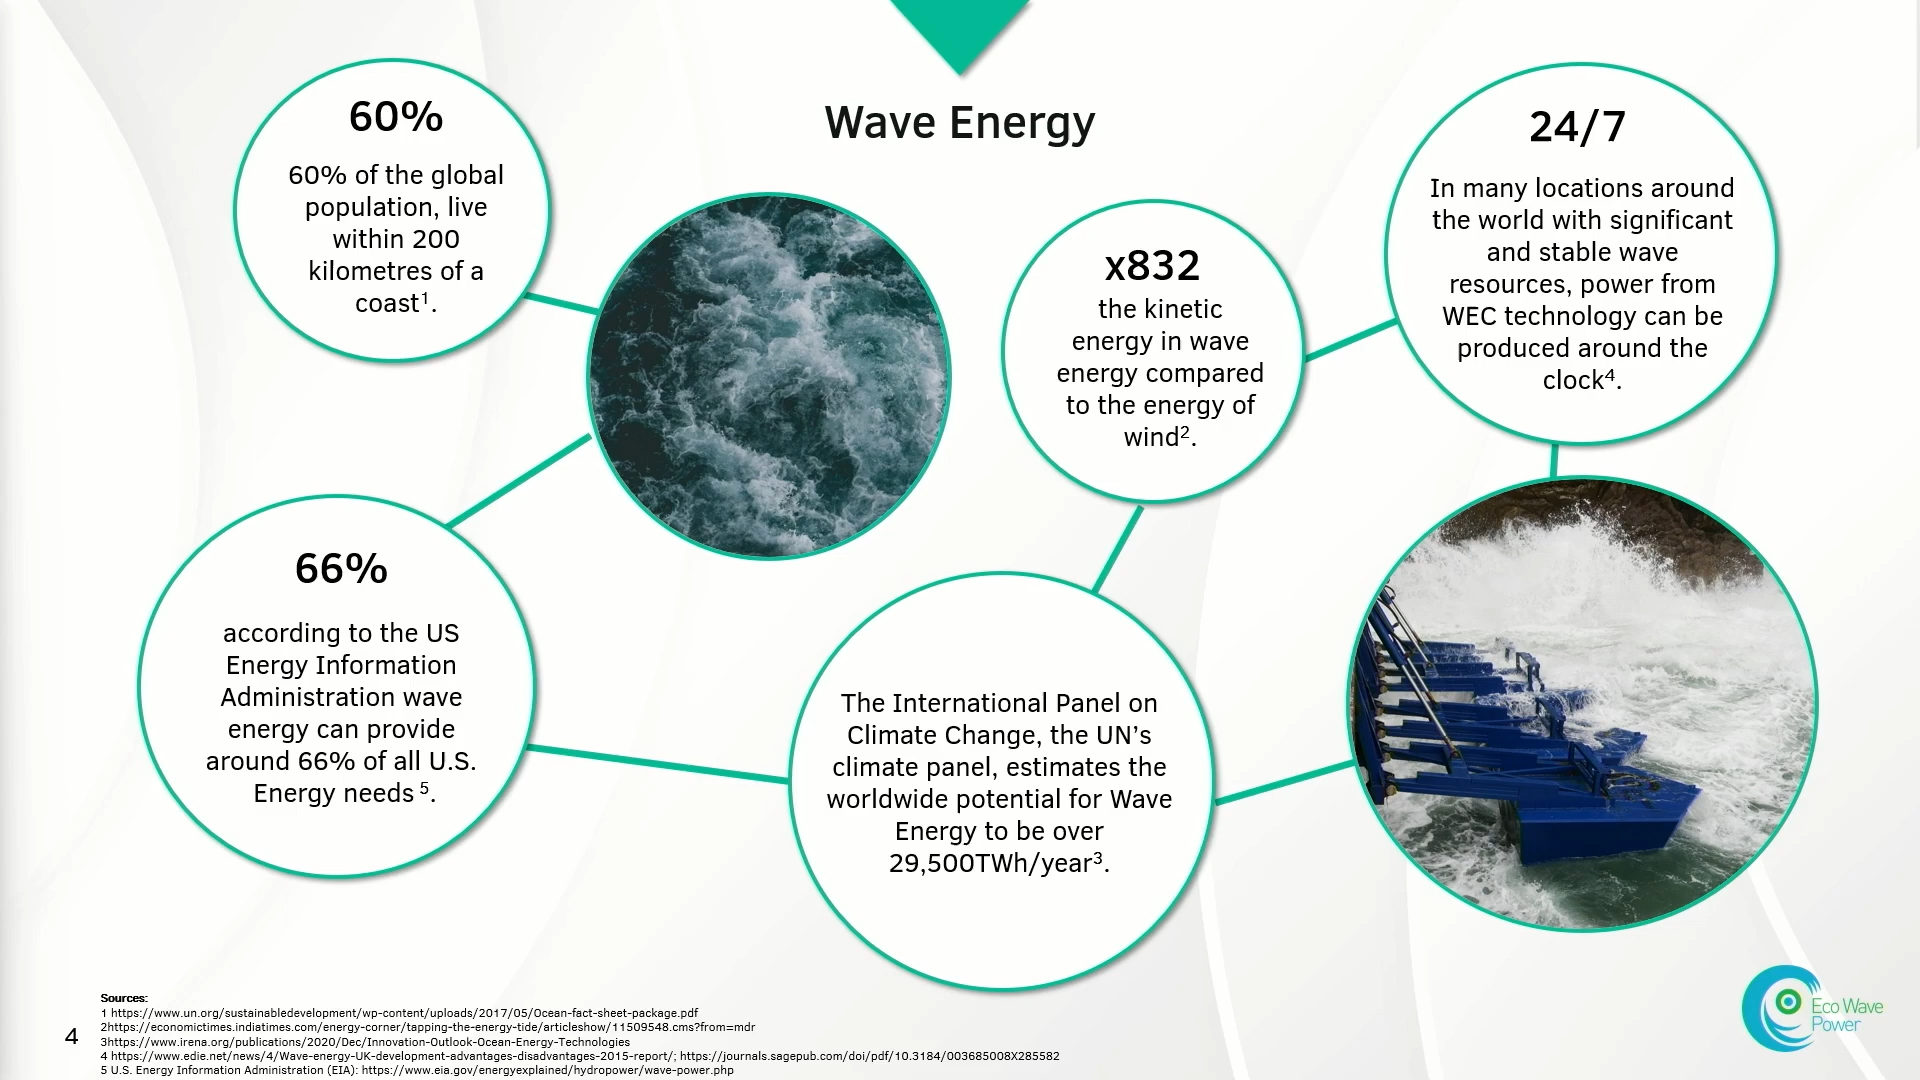 Wave Energy
60%
60% of the global
population, live
within 200
kilometres of a
coast¹.
x832
the kinetic
energy in wave
energy compared
to the energy of
wind².
24/7
In many locations around
the world with significant
and stable wave
resources, power from
WEC technology can be
produced around the
clock⁴.
66%
according to the US
Energy Information
Administration wave
energy can provide
around 66% of all U.S.
Energy needs ⁵.
The International Panel on
Climate Change, the UN’s
climate panel, estimates the
worldwide potential for Wave
Energy to be over
29,500TWh/year³.
Sources:
1 https://www.un.org/sustainabledevelopment/wp-content/uploads/2017/05/Ocean-fact-sheet-package.pdf
2https://economictimes.indiatimes.com/energy-corner/tapping-the-energy-tide/articleshow/11509548.cms?from=mdr
3https://www.irena.org/publications/2020/Dec/Innovation-Outlook-Ocean-Energy-Technologies
4 https://www.edie.net/news/4/Wave-energy-UK-development-advantages-disadvantages-2015-report/; https://journals.sagepub.com/doi/pdf/10.3184/003685008X285582
5 U.S. Energy Information Administration (EIA): https://www.eia.gov/energyexplained/hydropower/wave-power.php
4
Eco Wave
Power